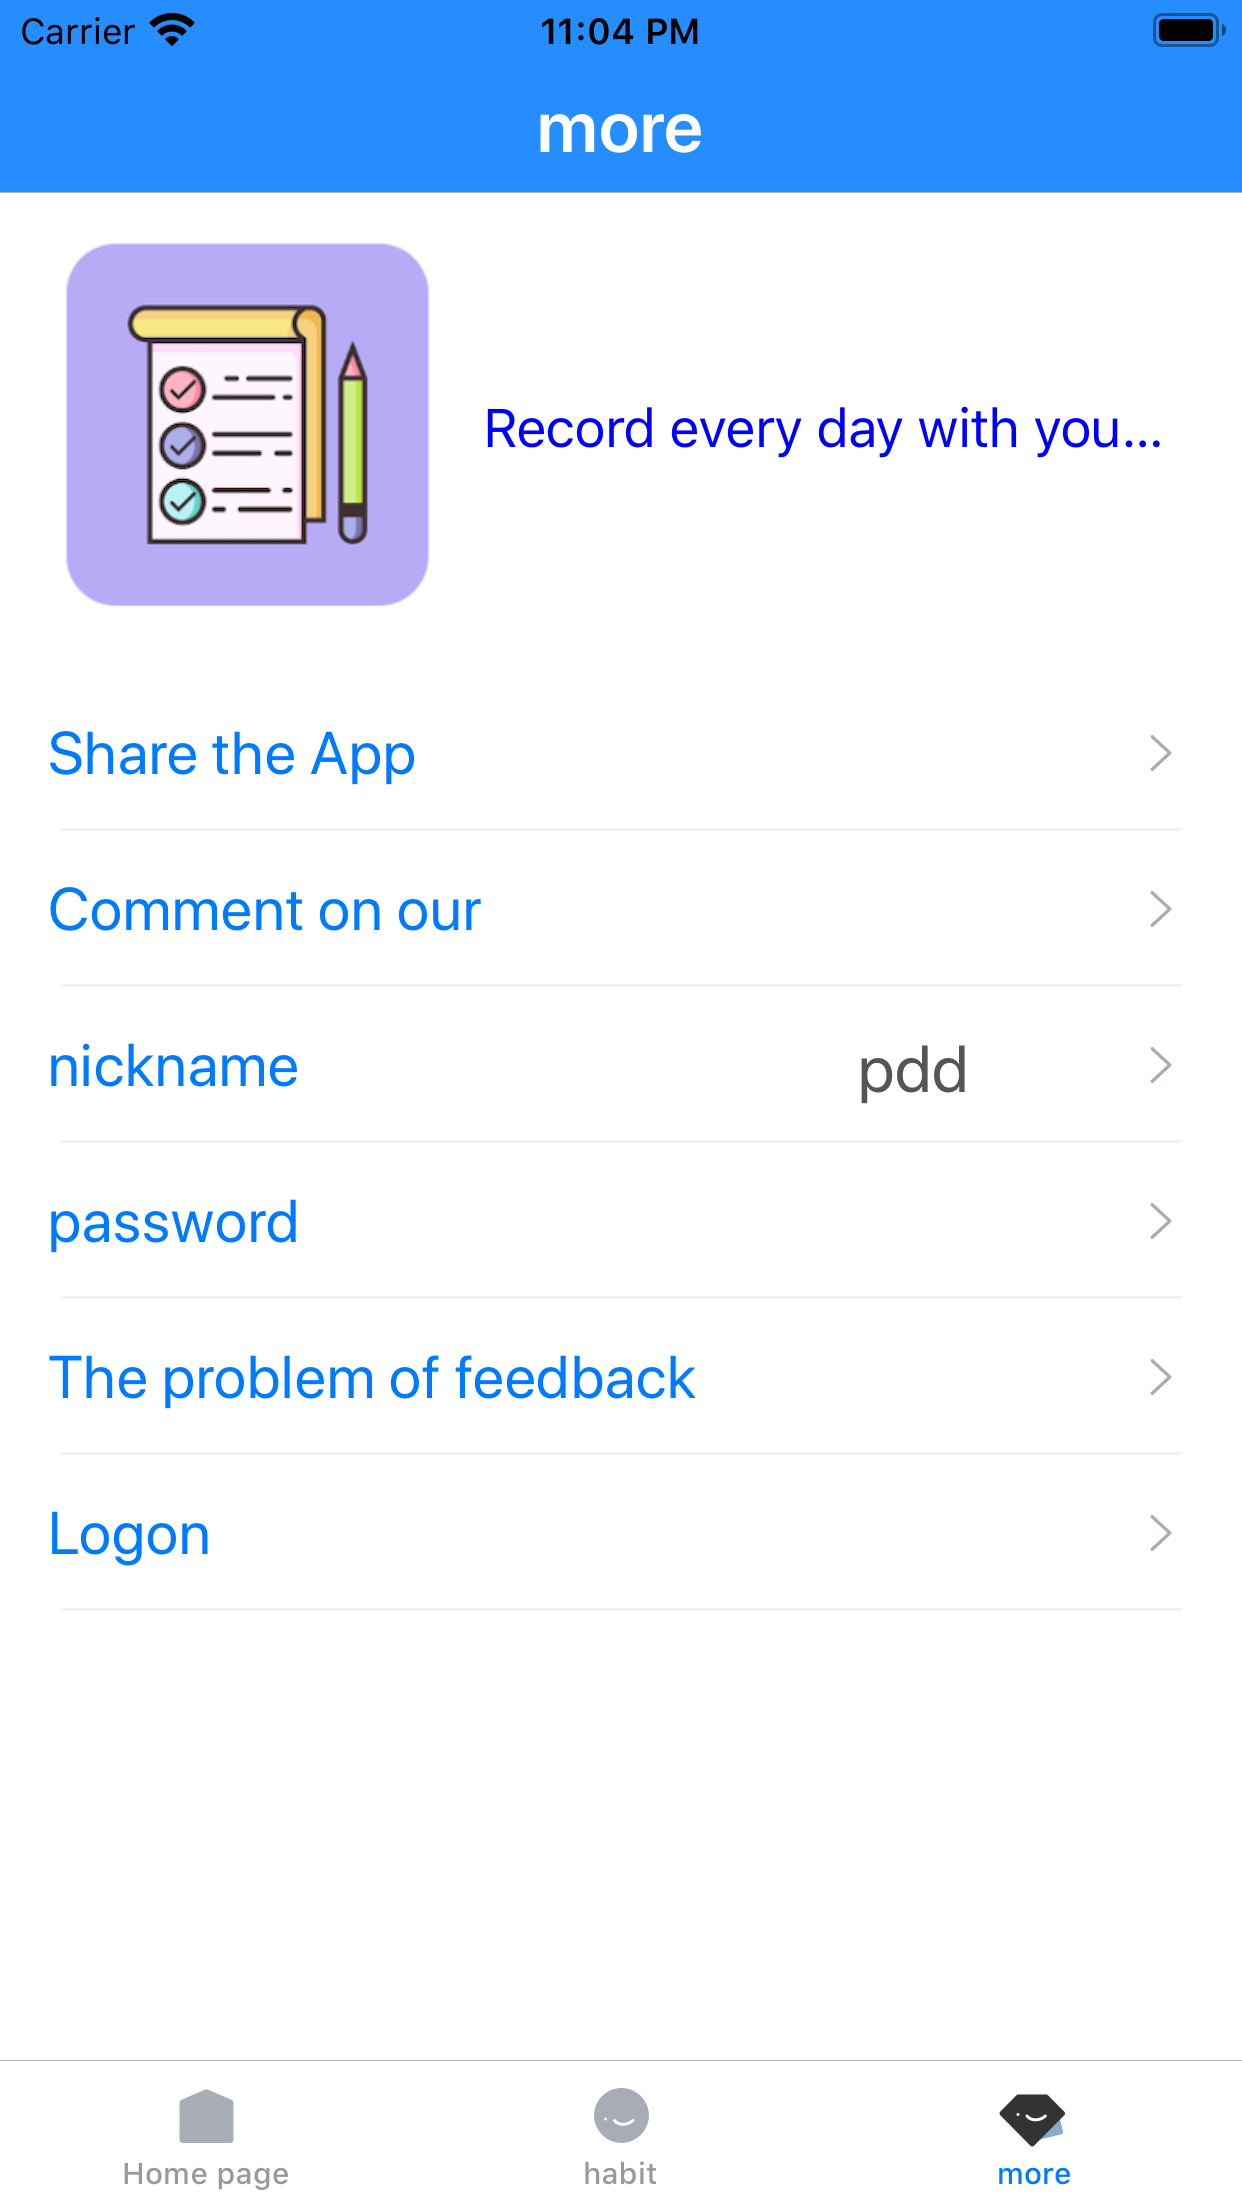 Carrier 11:04 PM
more
Record every day with you...
Share the App
Comment on our
nickname pdd
password
The problem of feedback
Logon
Home page habit more